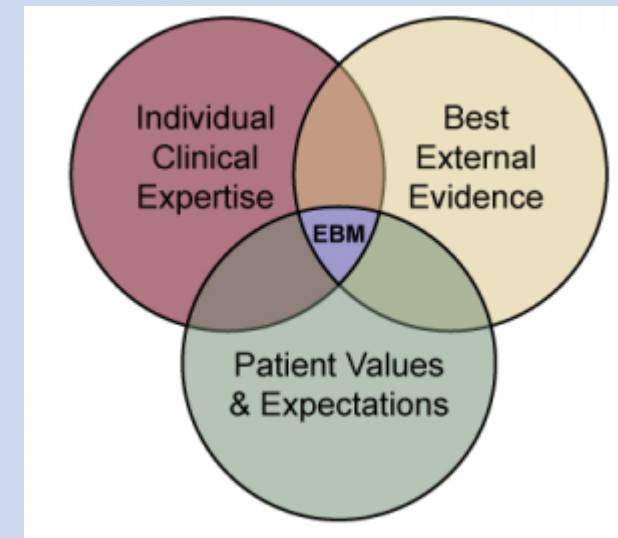 Individual
Clinical
Expertise
Best
External
Evidence
EBM
Patient Values
& Expectations